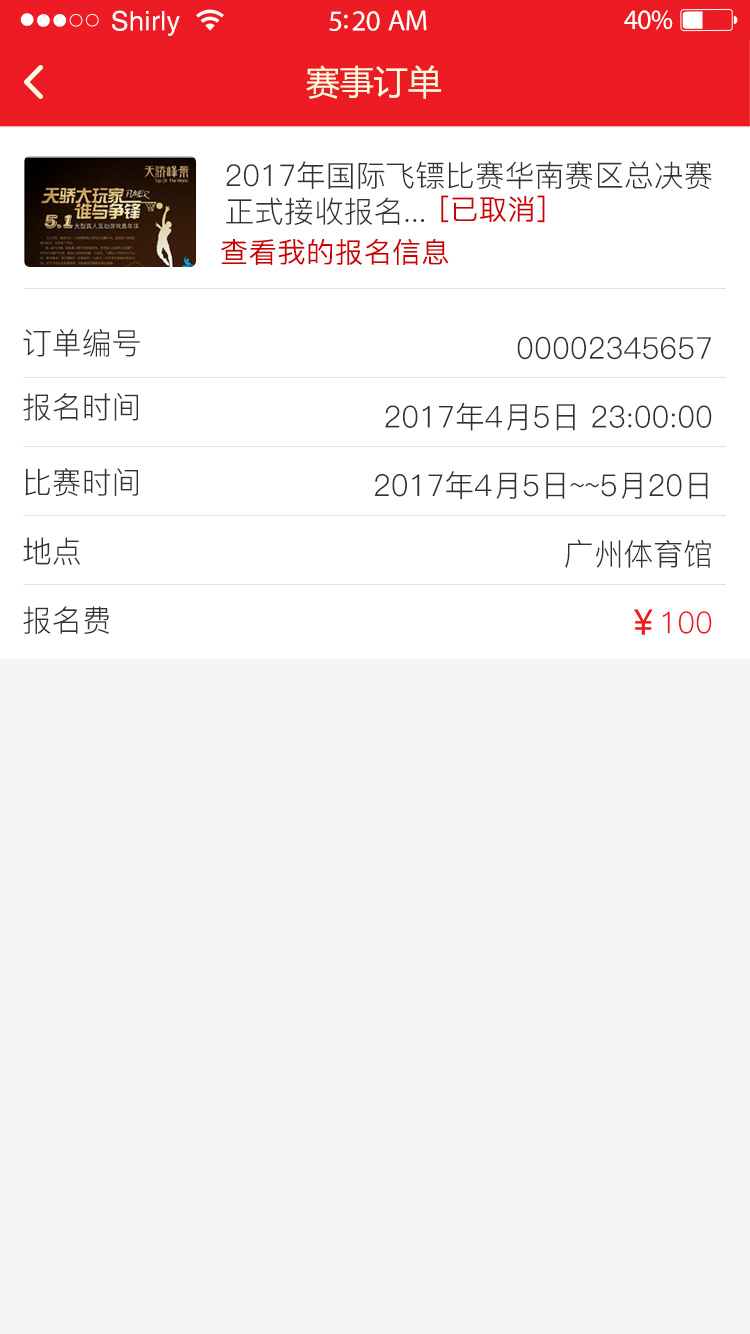 Shirly 5:20 AM 40%
赛事订单
天骄峰景
Top Of The World
天骄大玩家 PLAYER
谁与争锋
5.1大型真人互动游戏嘉年华
2017年国际飞镖比赛华南赛区总决赛
正式接收报名... [已取消]
查看我的报名信息
订单编号 00002345657
报名时间 2017年4月5日 23:00:00
比赛时间 2017年4月5日~~5月20日
地点 广州体育馆
报名费 ¥100